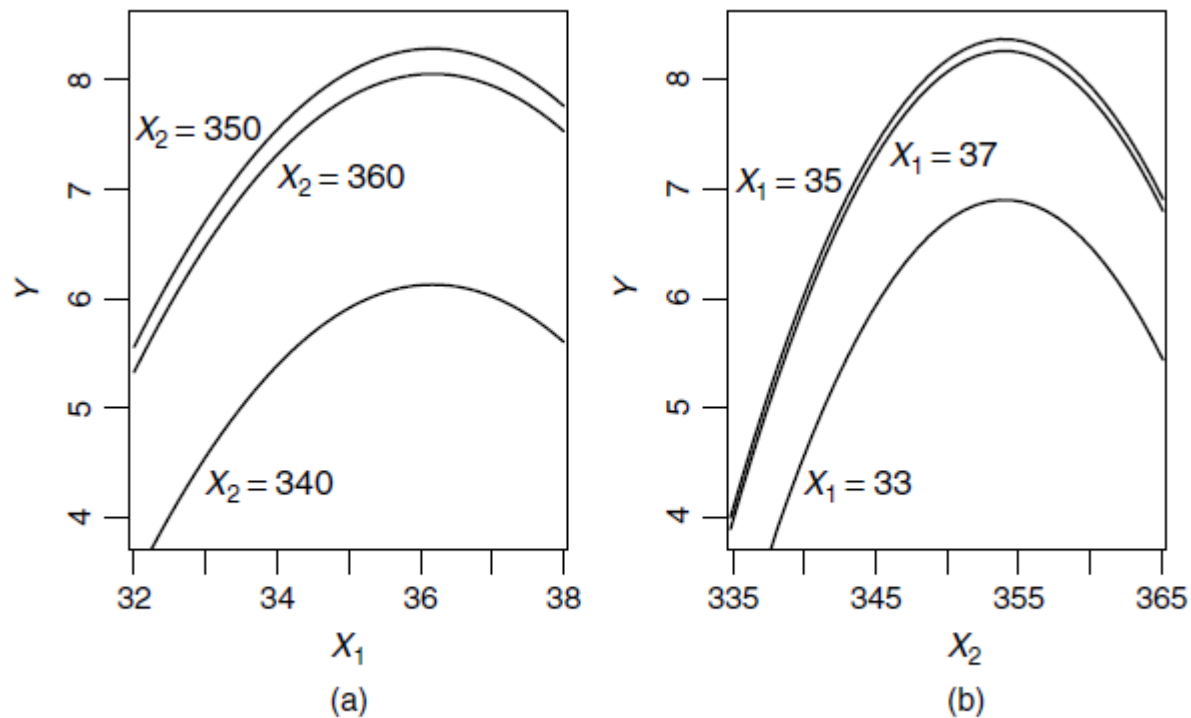 8
7
6
5
4
Y
X₂ = 350
X₂ = 360
X₂ = 340
32 34 36 38
X₁
(a)
8
7
6
5
4
Y
X₁ = 37
X₁ = 35
X₁ = 33
335 345 355 365
X₂
(b)